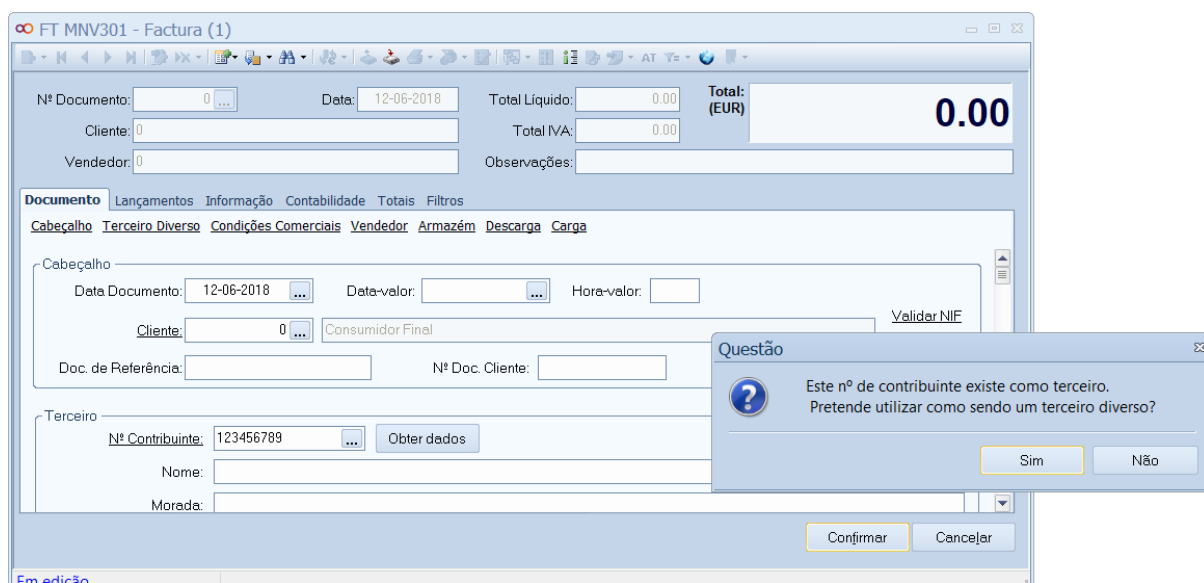 FT MNV301 - Factura (1)
AT
Nº Documento: 0 ... Data: 12-06-2018 Total Líquido: 0.00 Total: (EUR) 0.00
Cliente: 0 Total IVA: 0.00
Vendedor: 0 Observações:
Documento Lançamentos Informação Contabilidade Totais Filtros
Cabeçalho Terceiro Diverso Condições Comerciais Vendedor Armazém Descarga Carga
Cabeçalho
Data Documento: 12-06-2018 ... Data-valor: ... Hora-valor:
Validar NIF
Cliente: 0 ... Consumidor Final
Doc. de Referência: Nº Doc. Cliente:
Questão
Este nº de contribuinte existe como terceiro.
Pretende utilizar como sendo um terceiro diverso?
Sim Não
Terceiro
Nº Contribuinte: 123456789 ... Obter dados
Nome:
Morada:
Confirmar Cancelar
Em edição